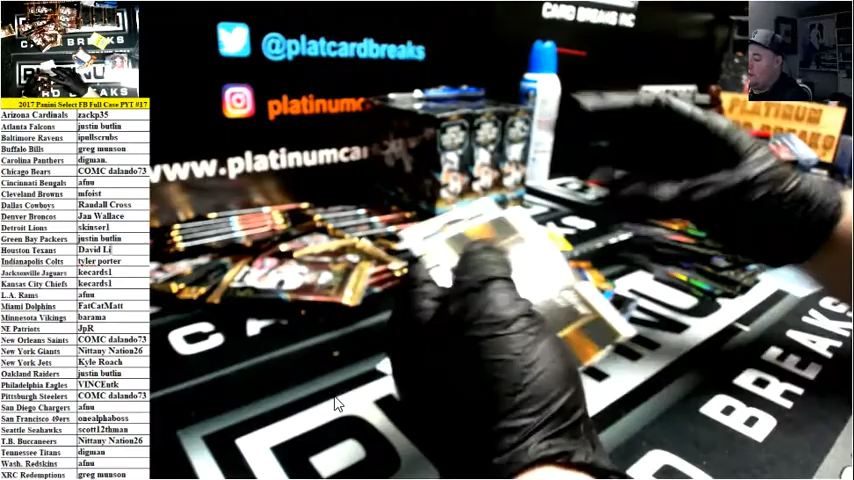 CARD BREAKS INC
@platcardbreaks
platinumc
www.platinumcar
PLATINUM
BREAKS
2017 Panini Select FB Full Case PYT #17
Arizona Cardinals zackp35
Atlanta Falcons justin butlin
Baltimore Ravens ipullscrubs
Buffalo Bills greg munson
Carolina Panthers digman.
Chicago Bears COMC dalando73
Cincinnati Bengals afnu
Cleveland Browns mfoist
Dallas Cowboys Randall Cross
Denver Broncos Jan Wallace
Detroit Lions skinser1
Green Bay Packers justin butlin
Houston Texans David Li
Indianapolis Colts tyler porter
Jacksonville Jaguars kecards1
Kansas City Chiefs kecards1
L.A. Rams afnu
Miami Dolphins FatCatMatt
Minnesota Vikings barama
NE Patriots JpR
New Orleans Saints COMC dalando73
New York Giants Nittany Nation26
New York Jets Kyle Roach
Oakland Raiders justin butlin
Philadelphia Eagles VINCEntk
Pittsburgh Steelers COMC dalando73
San Diego Chargers afnu
San Francisco 49ers onealphaboss
Seattle Seahawks scott12thman
T.B. Buccaneers Nittany Nation26
Tennessee Titans digman
Wash. Redskins afnu
XRC Redemptions greg munson
BREAKS